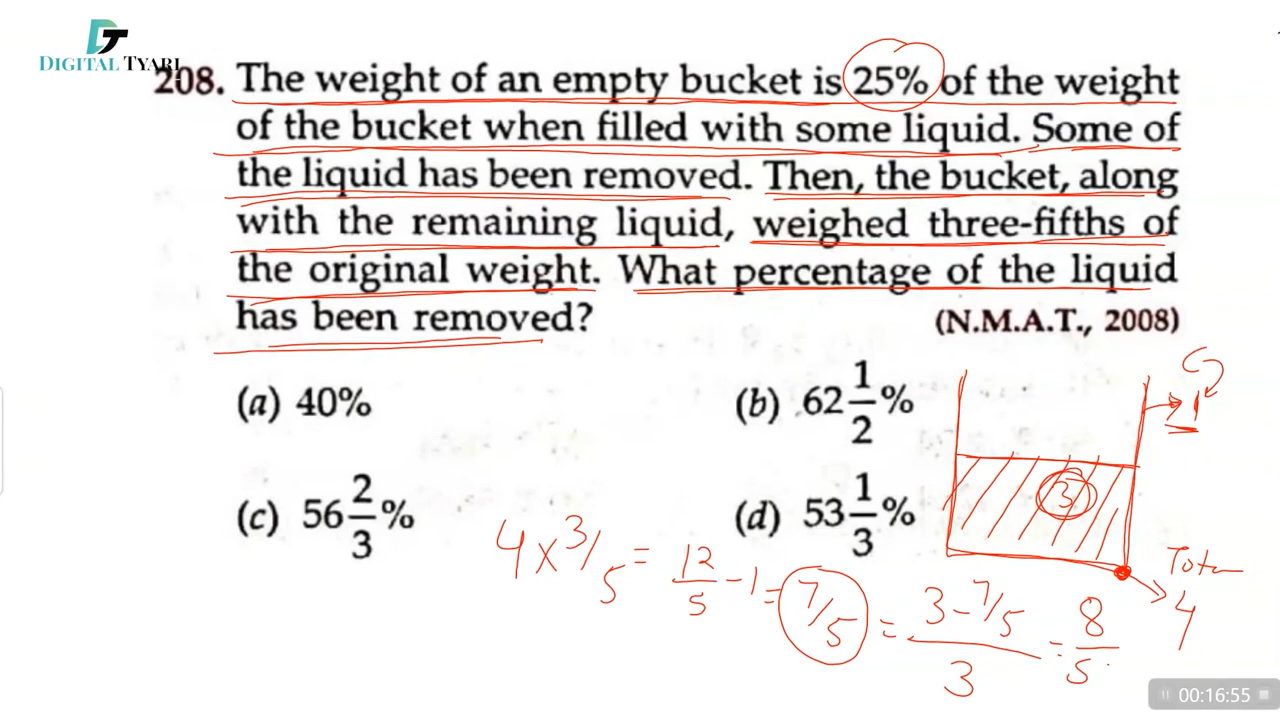 DIGITAL TYARI
208. The weight of an empty bucket is 25% of the weight
of the bucket when filled with some liquid. Some of
the liquid has been removed. Then, the bucket, along
with the remaining liquid, weighed three-fifths of
the original weight. What percentage of the liquid
has been removed?
(N.M.A.T., 2008)
(a) 40%
(b) 62 1/2 %
(c) 56 2/3 %
(d) 53 1/3 %
1
3
Total
4
4 x 3/5 = 12/5 - 1 = 7/5 = 3 - 7/5 / 3 = 8/5
00:16:55